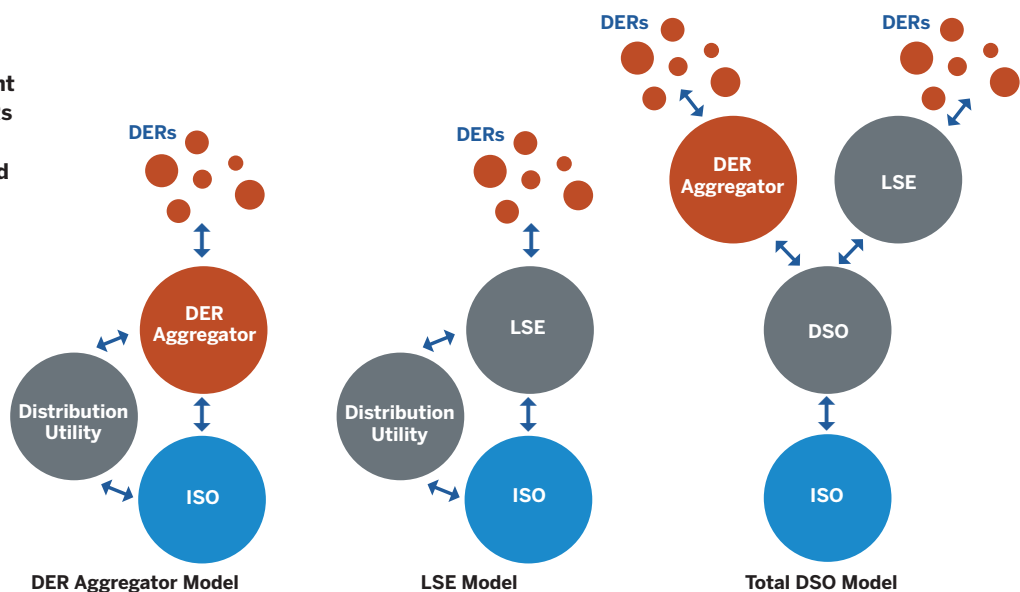 DERs
DER
Aggregator
Distribution
Utility
ISO
DER Aggregator Model
DERs
LSE
Distribution
Utility
ISO
LSE Model
DERs
DERs
DER
Aggregator
LSE
DSO
ISO
Total DSO Model